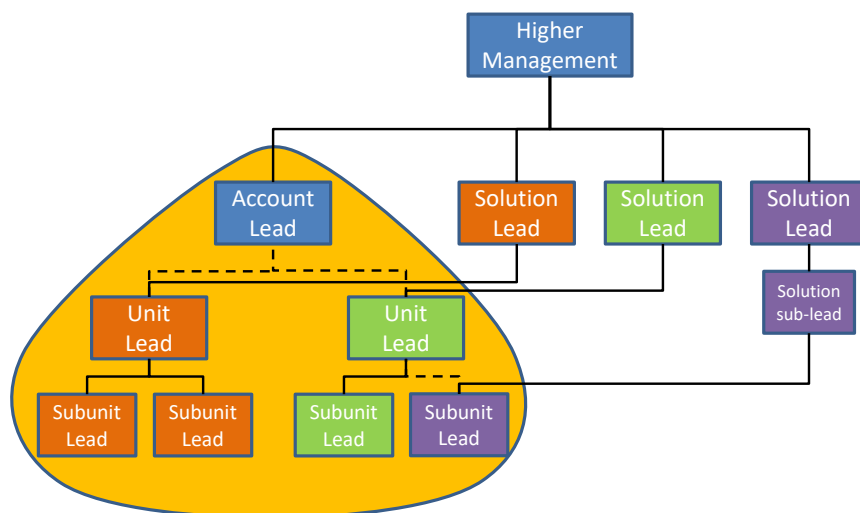 Higher
Management
Account
Lead
Solution
Lead
Solution
Lead
Solution
Lead
Unit
Lead
Unit
Lead
Solution
sub-lead
Subunit
Lead
Subunit
Lead
Subunit
Lead
Subunit
Lead